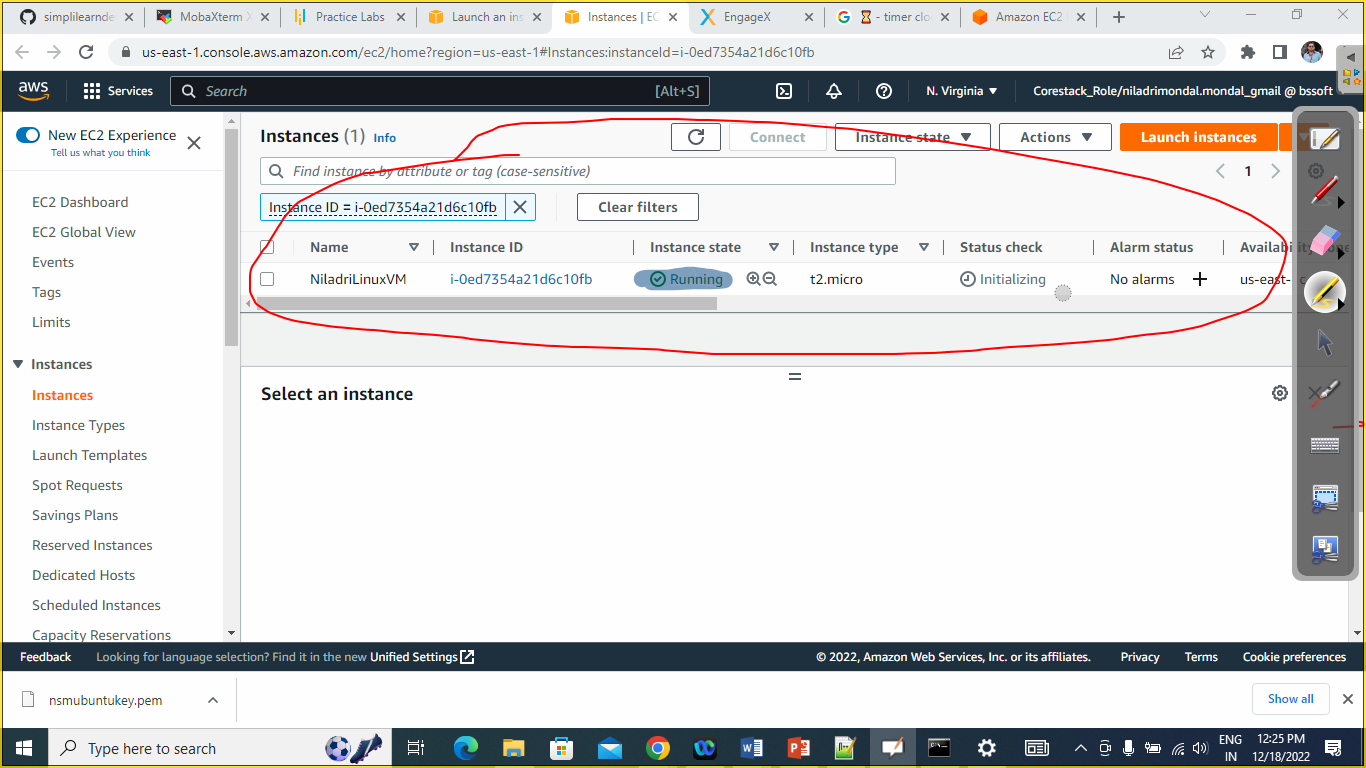 simplilearnde
MobaXterm X
Practice Labs
Launch an ins
Instances | EC
EngageX
- timer clo
Amazon EC2
us-east-1.console.aws.amazon.com/ec2/home?region=us-east-1#Instances:instanceId=i-0ed7354a21d6c10fb
aws
Services
Search
[Alt+S]
N. Virginia
Corestack_Role/niladrimondal.mondal_gmail @ bssoft
New EC2 Experience
Tell us what you think
EC2 Dashboard
EC2 Global View
Events
Tags
Limits
Instances
Instances
Instance Types
Launch Templates
Spot Requests
Savings Plans
Reserved Instances
Dedicated Hosts
Scheduled Instances
Capacity Reservations
Instances (1) Info
Connect
Instance state
Actions
Launch instances
Find instance by attribute or tag (case-sensitive)
1
Instance ID = i-0ed7354a21d6c10fb
Clear filters
Name Instance ID Instance state Instance type Status check Alarm status Availability
NiladriLinuxVM i-0ed7354a21d6c10fb Running t2.micro Initializing No alarms us-east-
Select an instance
Feedback Looking for language selection? Find it in the new Unified Settings
© 2022, Amazon Web Services, Inc. or its affiliates. Privacy Terms Cookie preferences
nsmubuntukey.pem
Show all
Type here to search
ENG
IN
12:25 PM
12/18/2022